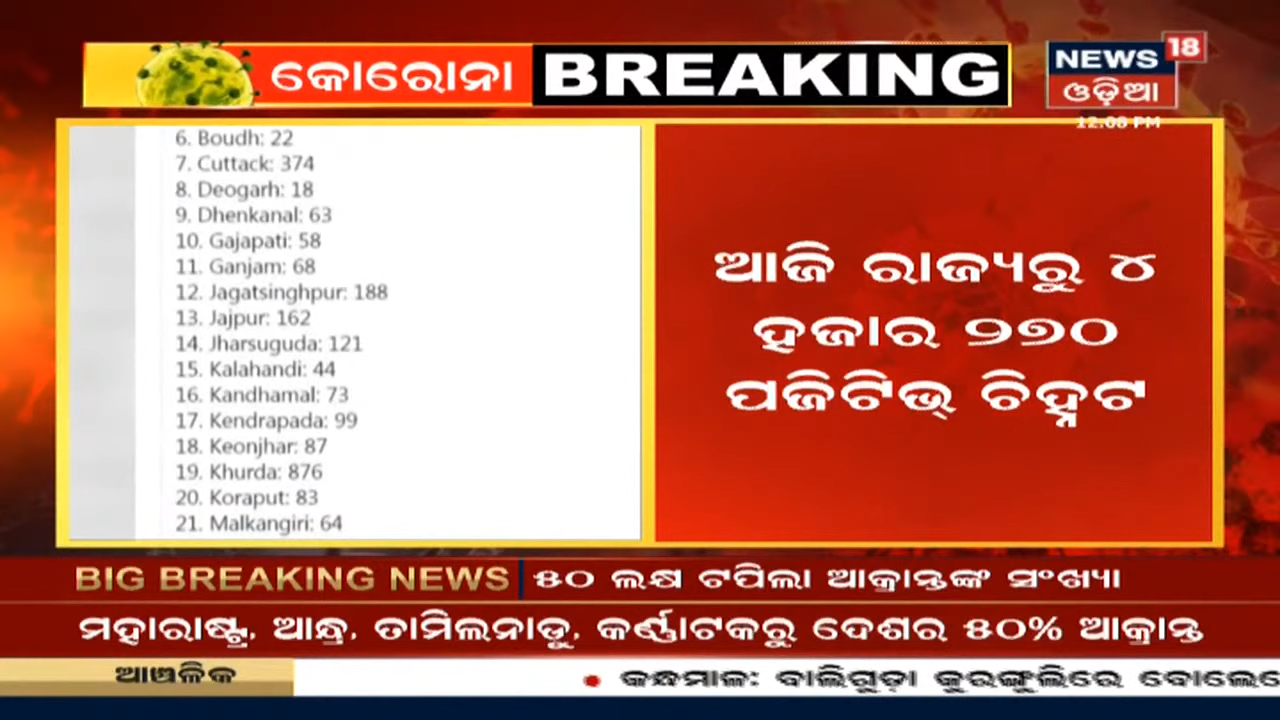 କୋରୋନା BREAKING
NEWS 18
ଓଡ଼ିଆ
12:08 PM
6. Boudh: 22
7. Cuttack: 374
8. Deogarh: 18
9. Dhenkanal: 63
10. Gajapati: 58
11. Ganjam: 68
12. Jagatsinghpur: 188
13. Jajpur: 162
14. Jharsuguda: 121
15. Kalahandi: 44
16. Kandhamal: 73
17. Kendrapada: 99
18. Keonjhar: 87
19. Khurda: 876
20. Koraput: 83
21. Malkangiri: 64
ଆଜି ରାଜ୍ୟରୁ ୪
ହଜାର ୨୭୦
ପଜିଟିଭ୍ ଚିହ୍ନଟ
BIG BREAKING NEWS ୫୦ ଲକ୍ଷ ଟପିଲା ଆକ୍ରାନ୍ତଙ୍କ ସଂଖ୍ୟା
ମହାରାଷ୍ଟ୍ର, ଆନ୍ଧ୍ର, ତାମିଲନାଡୁ, କର୍ଣ୍ଣାଟକରୁ ଦେଶର ୫୦% ଆକ୍ରାନ୍ତ
ଆଞ୍ଚଳିକ • କନ୍ଧମାଳ: ବାଲିଗୁଡ଼ା କୁରଙ୍ଗୁଲିରେ